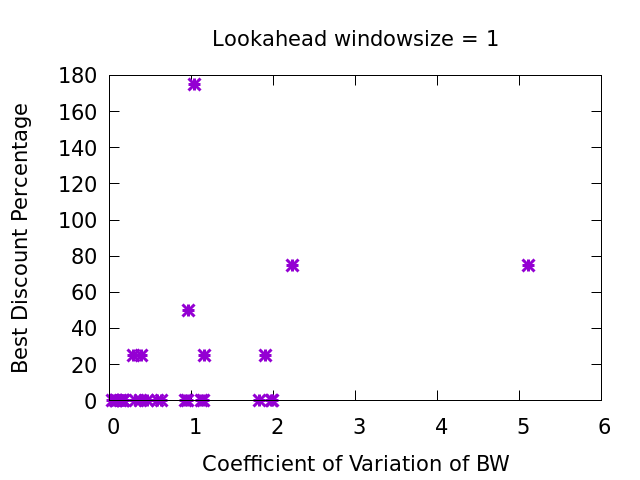 Lookahead windowsize = 1
Best Discount Percentage
180
160
140
120
100
80
60
40
20
0
0 1 2 3 4 5 6
Coefficient of Variation of BW